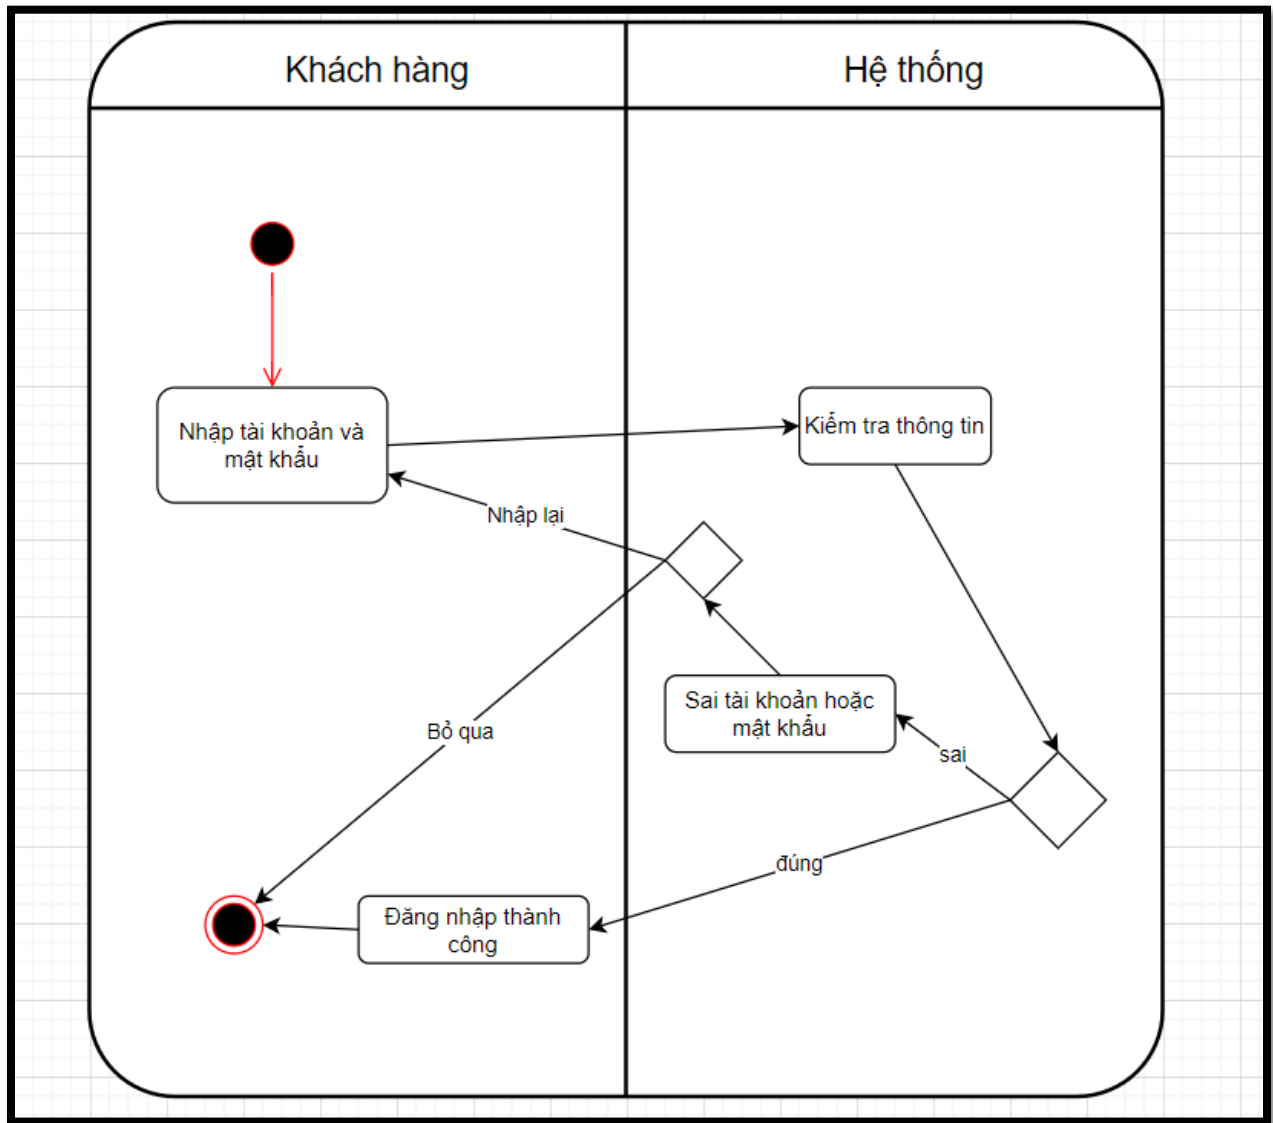 Khách hàng
Hệ thống
Nhập tài khoản và
mật khẩu
Kiểm tra thông tin
Nhập lại
Sai tài khoản hoặc
mật khẩu
Bỏ qua
sai
đúng
Đăng nhập thành
công